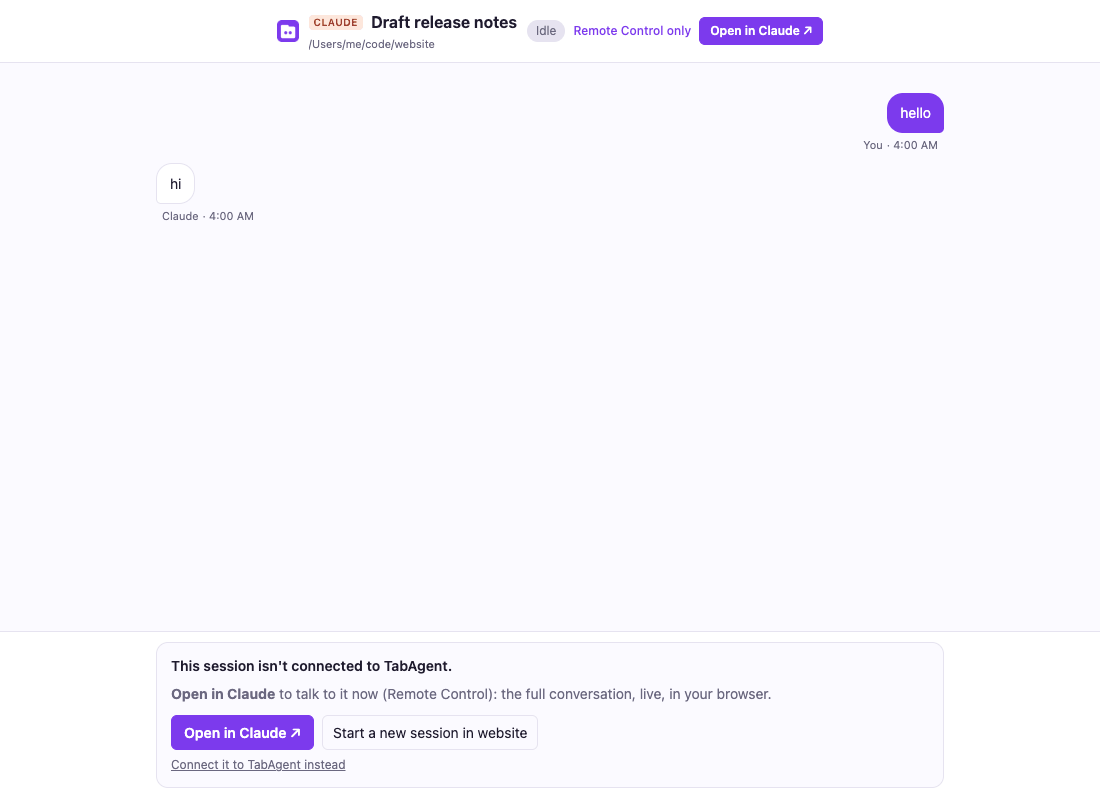 CLAUDE Draft release notes
/Users/me/code/website
Idle
Remote Control only
Open in Claude ↗
hello
You · 4:00 AM
hi
Claude · 4:00 AM
This session isn't connected to TabAgent.
Open in Claude to talk to it now (Remote Control): the full conversation, live, in your browser.
Open in Claude ↗
Start a new session in website
Connect it to TabAgent instead